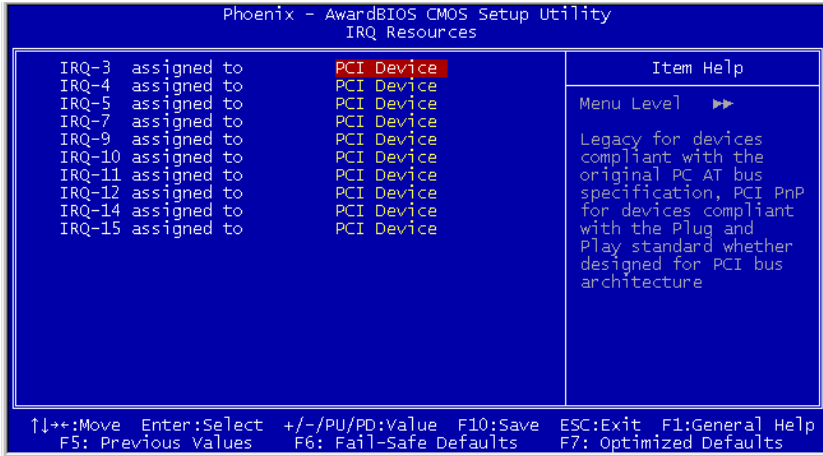 Phoenix - AwardBIOS CMOS Setup Utility
IRQ Resources
IRQ-3 assigned to PCI Device
IRQ-4 assigned to PCI Device
IRQ-5 assigned to PCI Device
IRQ-7 assigned to PCI Device
IRQ-9 assigned to PCI Device
IRQ-10 assigned to PCI Device
IRQ-11 assigned to PCI Device
IRQ-12 assigned to PCI Device
IRQ-14 assigned to PCI Device
IRQ-15 assigned to PCI Device
Item Help
Menu Level ►►
Legacy for devices
compliant with the
original PC AT bus
specification, PCI PnP
for devices compliant
with the Plug and
Play standard whether
designed for PCI bus
architecture
↑↓→←:Move Enter:Select +/-/PU/PD:Value F10:Save ESC:Exit F1:General Help
F5: Previous Values F6: Fail-Safe Defaults F7: Optimized Defaults